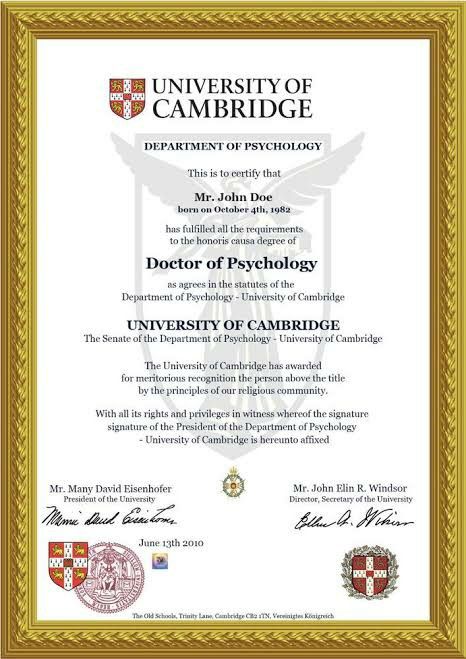 UNIVERSITY OF
CAMBRIDGE
DEPARTMENT OF PSYCHOLOGY
This is to certify that
Mr. John Doe
born on October 4th, 1982
has fulfilled all the requirements
to the honoris causa degree of
Doctor of Psychology
as agrees in the statutes of the
Department of Psychology - University of Cambridge
UNIVERSITY OF CAMBRIDGE
The Senate of the Department of Psychology - University of Cambridge
The University of Cambridge has awarded
for meritorious recognition the person above the title
by the principles of our religious community.
With all its rights and privileges in witness whereof the signature
signature of the President of the Department of Psychology
- University of Cambridge is hereunto affixed
Mr. Many David Eisenhofer
President of the University
Mr. John Elin R. Windsor
Director, Secretary of the University
June 13th 2010
The Old Schools, Trinity Lane, Cambridge CB2 1TN, Vereinigtes Königreich